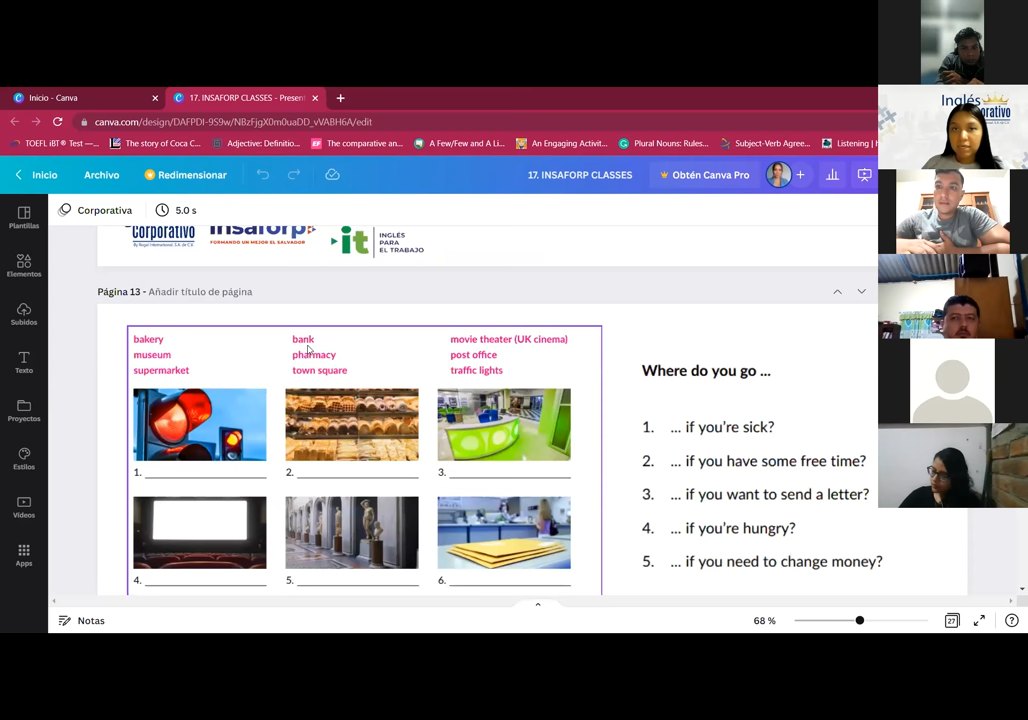 Inicio - Canva
17. INSAFORP CLASSES - Present
canva.com/design/DAFPDI-9S9w/NBzFjgX0m0uaDD_vVABH6A/edit
TOEFL iBT® Test —...
The story of Coca C...
Adjective: Definitio...
The comparative an...
A Few/Few and A Li...
An Engaging Activit...
Plural Nouns: Rules...
Subject-Verb Agree...
Listening |
Inicio
Archivo
Redimensionar
17. INSAFORP CLASSES
Obtén Canva Pro
Corporativa
5.0 s
Plantillas
Elementos
Subidos
Texto
Proyectos
Estilos
Videos
Apps
Corporativo
By Regal International, S.A. de C.V.
insaforp
FORMANDO UN MEJOR EL SALVADOR
it
INGLÉS
PARA
EL TRABAJO
Página 13 - Añadir título de página
bakery bank movie theater (UK cinema)
museum pharmacy post office
supermarket town square traffic lights
1. 2. 3.
4. 5. 6.
Where do you go ...
1. ... if you’re sick?
2. ... if you have some free time?
3. ... if you want to send a letter?
4. ... if you’re hungry?
5. ... if you need to change money?
Notas
68 %
27
Inglés